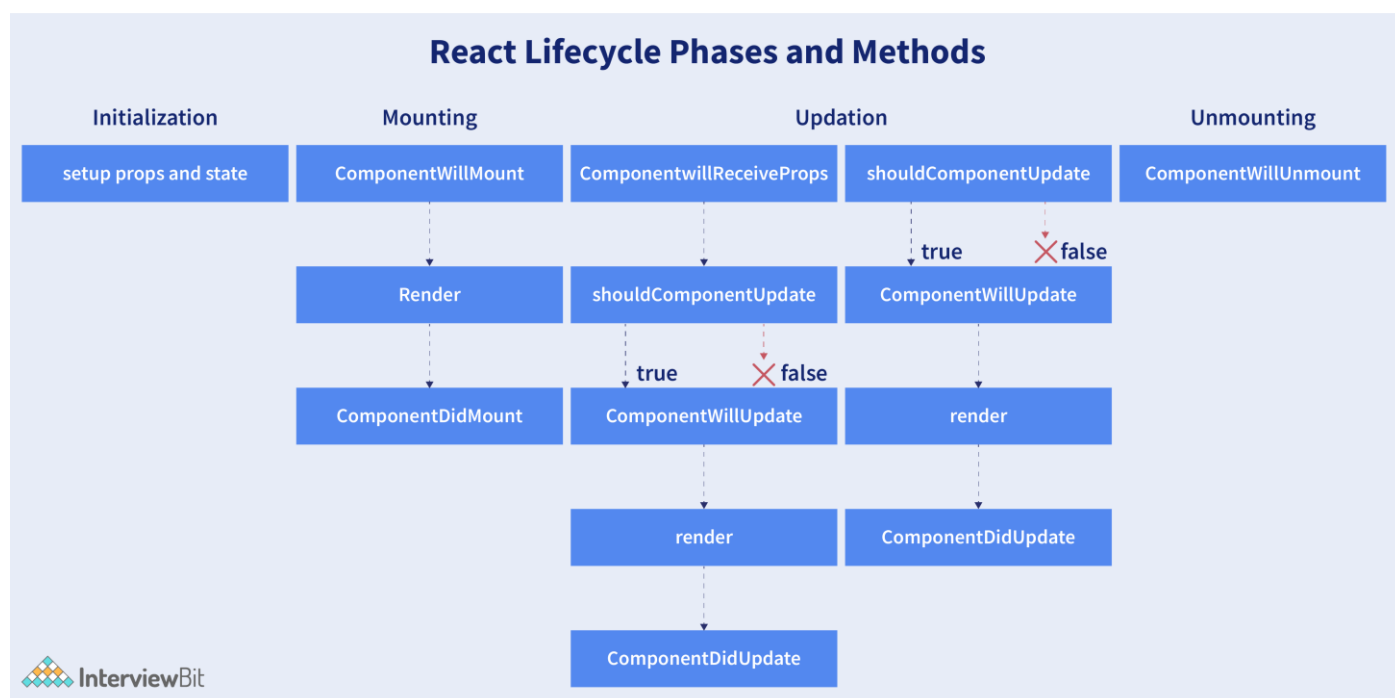 React Lifecycle Phases and Methods
Initialization
Mounting
Updation
Unmounting
setup props and state
ComponentWillMount
ComponentwillReceiveProps
shouldComponentUpdate
ComponentWillUnmount
true
false
Render
shouldComponentUpdate
ComponentWillUpdate
true
false
ComponentDidMount
ComponentWillUpdate
render
render
ComponentDidUpdate
ComponentDidUpdate
InterviewBit